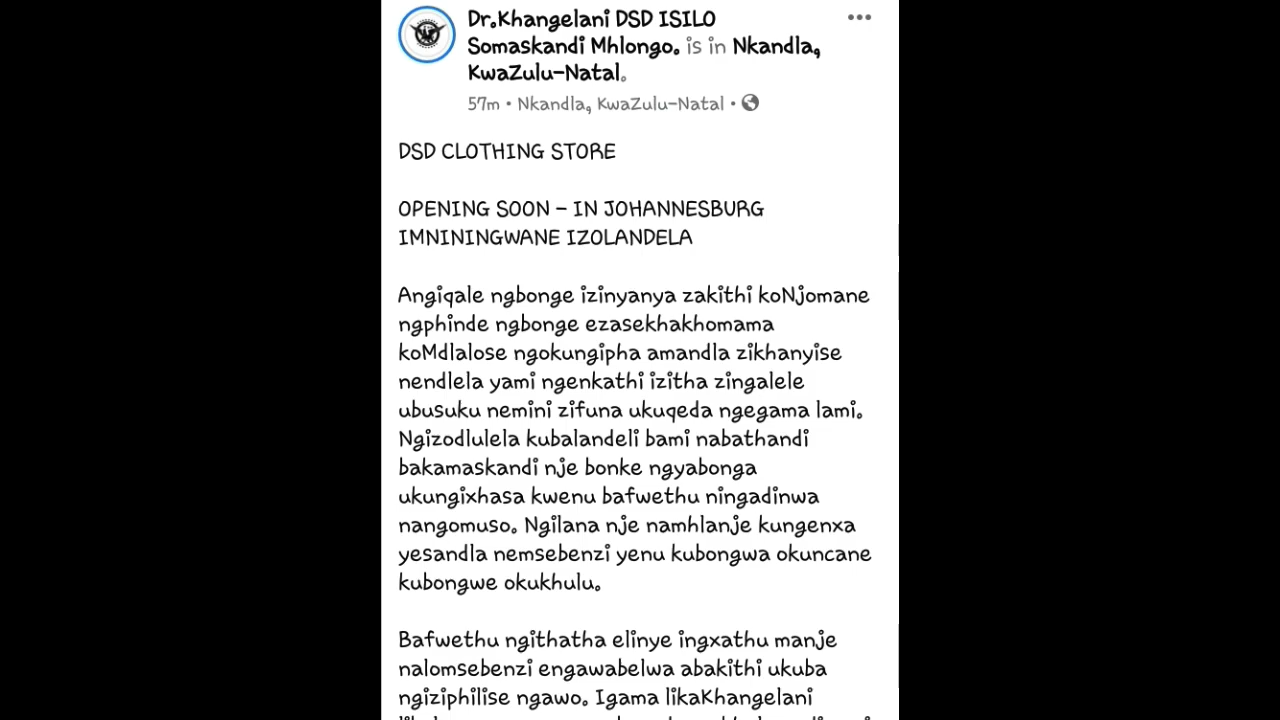 Dr.Khangelani DSD ISILO
Somaskandi Mhlongo. is in Nkandla,
KwaZulu-Natal.
57m • Nkandla, KwaZulu-Natal •
DSD CLOTHING STORE
OPENING SOON - IN JOHANNESBURG
IMNININGWANE IZOLANDELA
Angiqale ngbonge izinyanya zakithi koNjomane
ngphinde ngbonge ezasekhakhomama
koMdlalose ngokungipha amandla zikhanyise
nendlela yami ngenkathi izitha zingalele
ubusuku nemini zifuna ukuqeda ngegama lami.
Ngizodlulela kubalandeli bami nabathandi
bakamaskandi nje bonke ngyabonga
ukungixhasa kwenu bafwethu ningadinwa
nangomuso. Ngilana nje namhlanje kungenxa
yesandla nemsebenzi yenu kubongwa okuncane
kubongwe okukhulu.
Bafwethu ngithatha elinye ingxathu manje
nalomsebenzi engawabelwa abakithi ukuba
ngiziphilise ngawo. Igama likaKhangelani